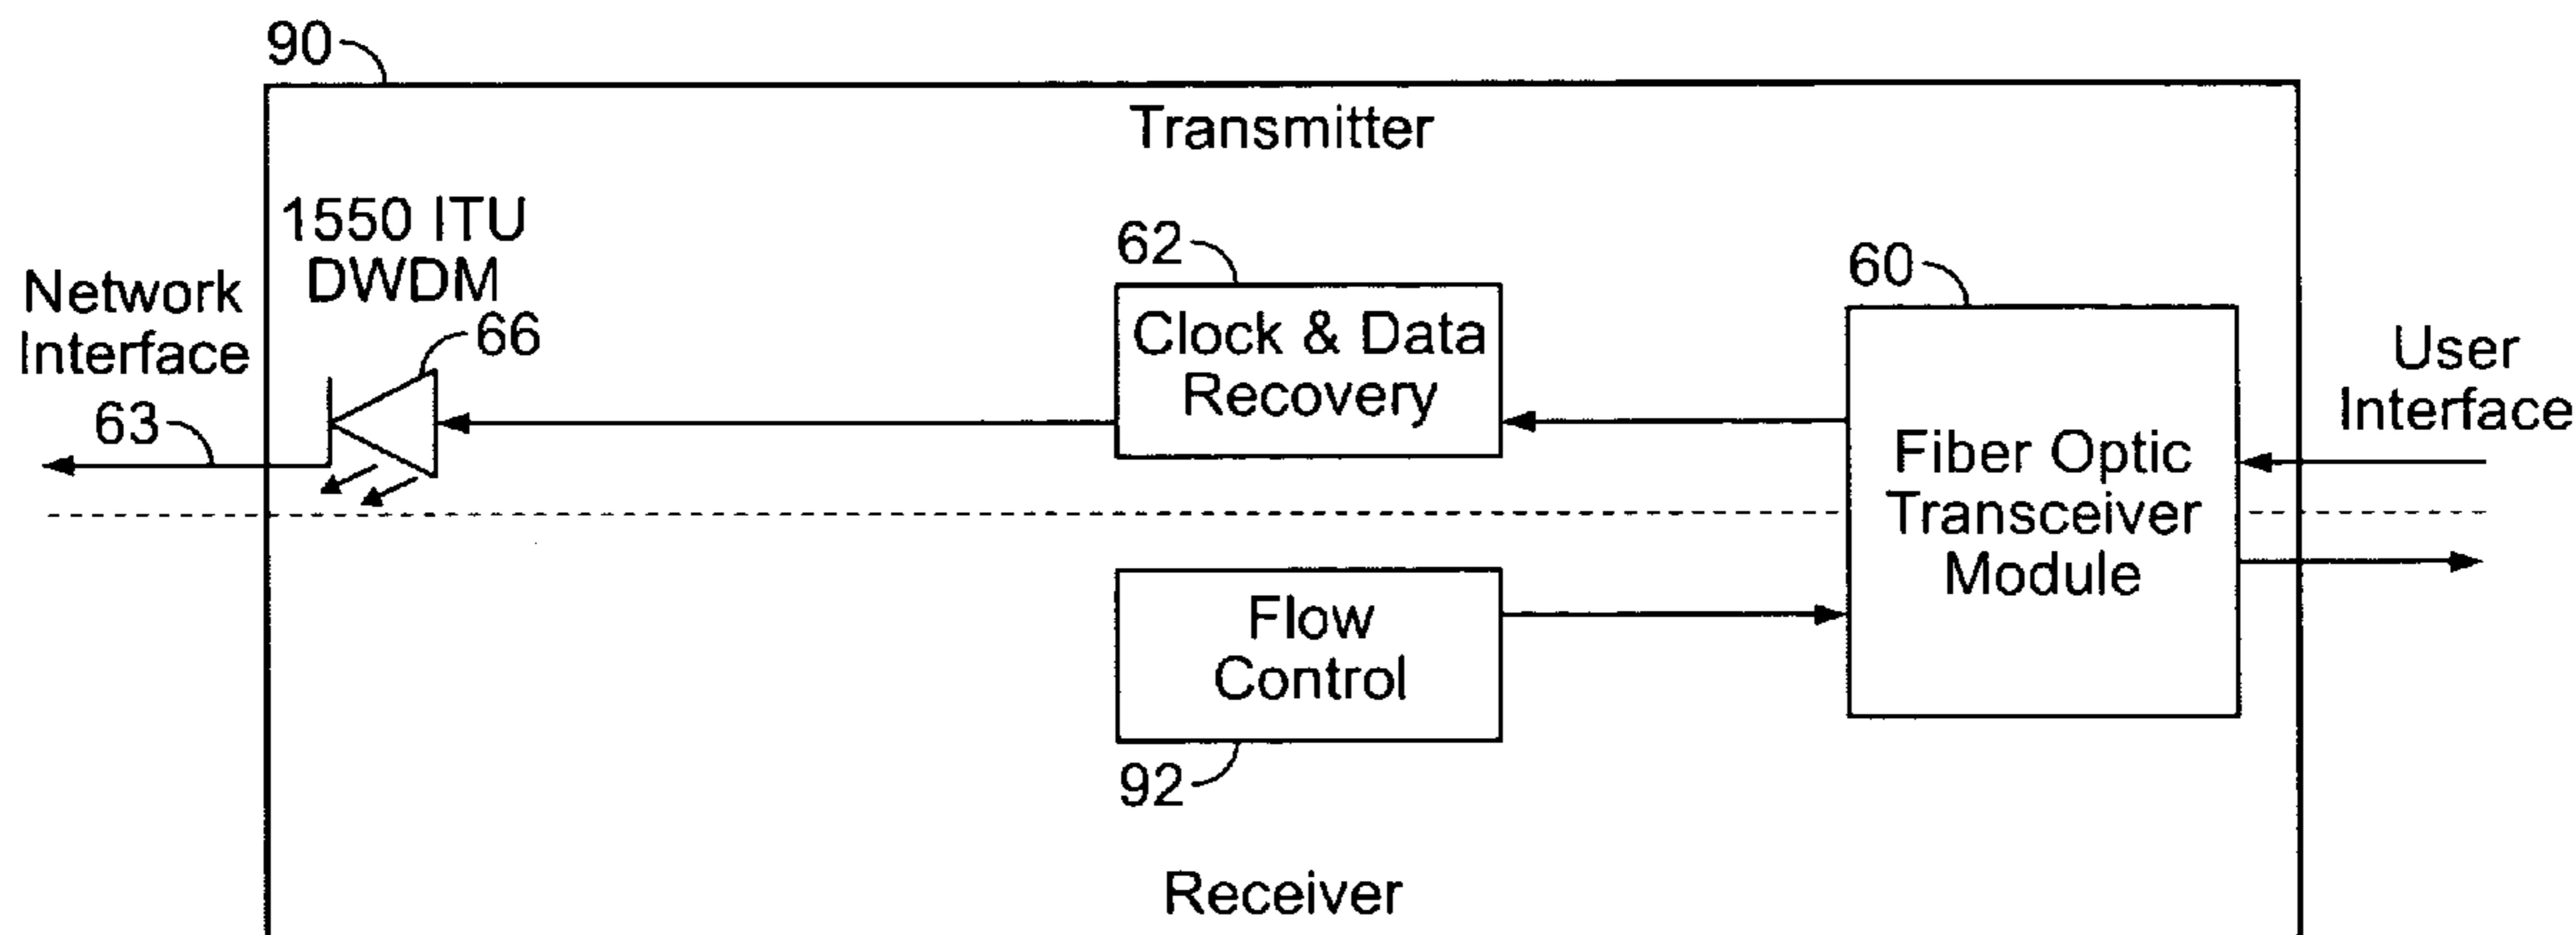 90
Transmitter
1550 ITU
DWDM
62
60
Network
Interface
66
Clock & Data
Recovery
User
Interface
63
Fiber Optic
Transceiver
Module
Flow
Control
92
Receiver